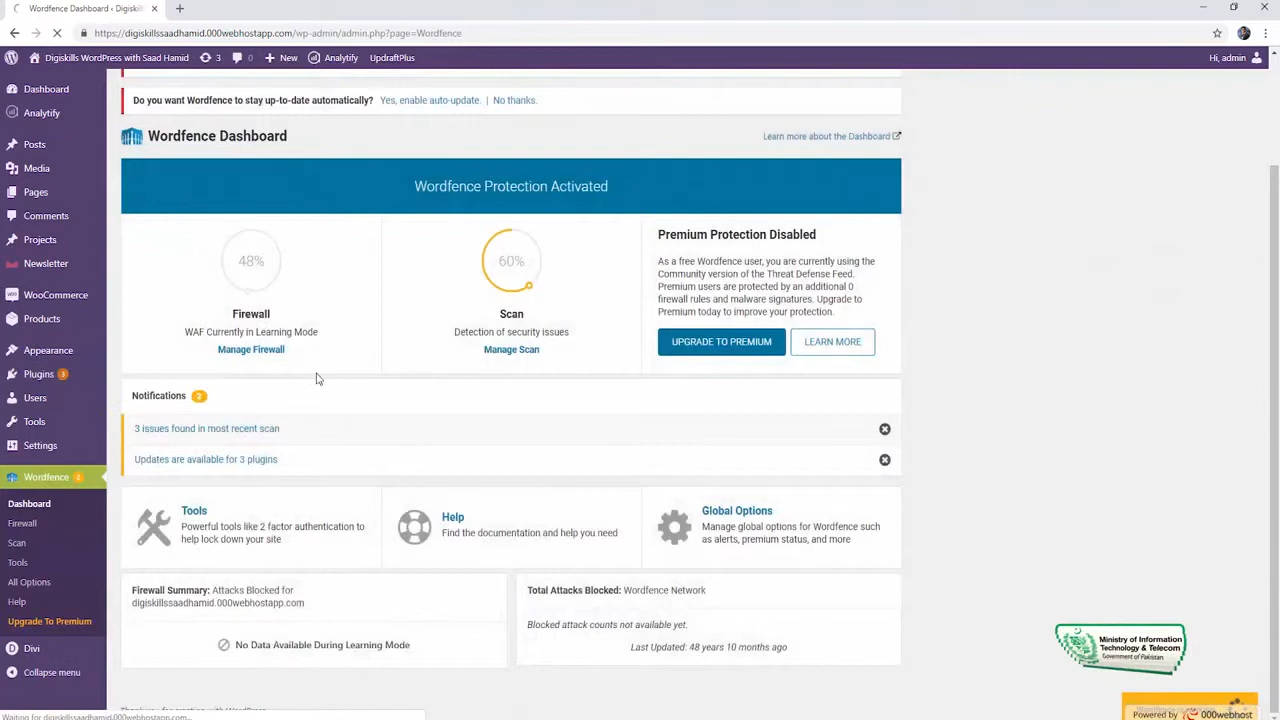 Wordfence Dashboard ‹ Digiskil
https://digiskillssaadhamid.000webhostapp.com/wp-admin/admin.php?page=Wordfence
Digiskills WordPress with Saad Hamid 3 0 New Analytify UpdraftPlus Hi, admin
Dashboard
Analytify
Posts
Media
Pages
Comments
Projects
Newsletter
WooCommerce
Products
Appearance
Plugins 3
Users
Tools
Settings
Wordfence 2
Dashboard
Firewall
Scan
Tools
All Options
Help
Upgrade To Premium
Divi
Collapse menu
Do you want Wordfence to stay up-to-date automatically? Yes, enable auto-update. | No thanks.
Wordfence Dashboard
Learn more about the Dashboard
Wordfence Protection Activated
48%
Firewall
WAF Currently in Learning Mode
Manage Firewall
60%
Scan
Detection of security issues
Manage Scan
Premium Protection Disabled
As a free Wordfence user, you are currently using the
Community version of the Threat Defense Feed.
Premium users are protected by an additional 0
firewall rules and malware signatures. Upgrade to
Premium today to improve your protection.
UPGRADE TO PREMIUM LEARN MORE
Notifications 2
3 issues found in most recent scan
Updates are available for 3 plugins
Tools
Powerful tools like 2 factor authentication to
help lock down your site
Help
Find the documentation and help you need
Global Options
Manage global options for Wordfence such
as alerts, premium status, and more
Firewall Summary: Attacks Blocked for
digiskillssaadhamid.000webhostapp.com
No Data Available During Learning Mode
Total Attacks Blocked: Wordfence Network
Blocked attack counts not available yet.
Last Updated: 48 years 10 months ago
Ministry of Information
Technology & Telecom
Government of Pakistan
Powered by 000webhost
Waiting for digiskillssaadhamid.000webhostapp.com...